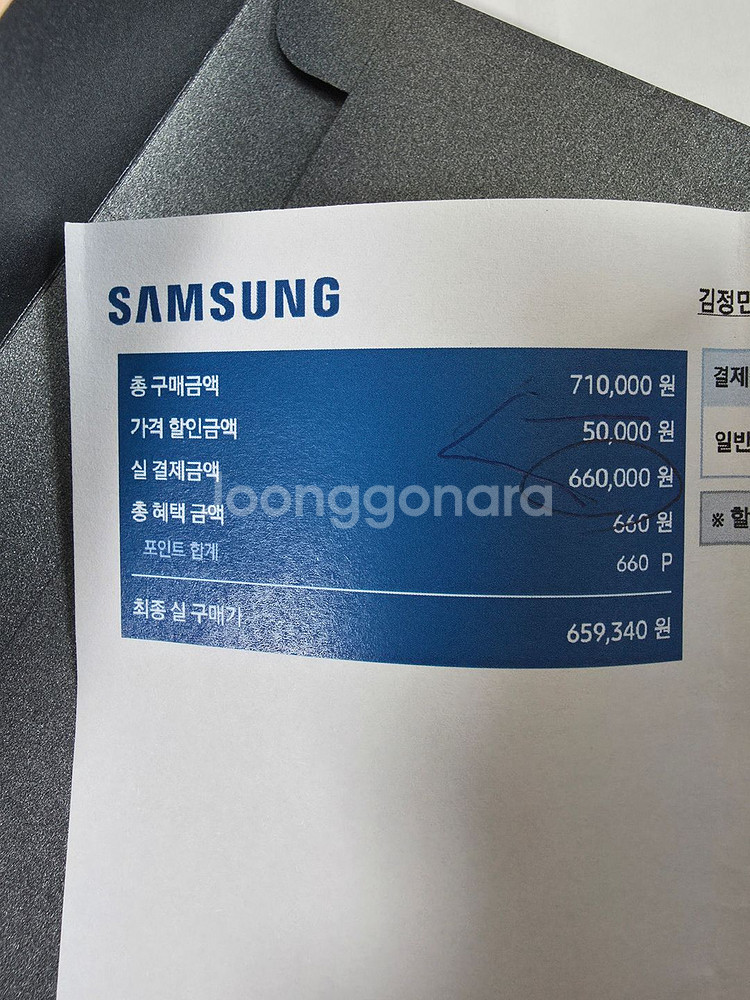 SAMSUNG
김정민
총 구매금액 710,000 원
가격 할인금액 50,000 원
실 결제금액 660,000 원
총 혜택 금액 660 원
포인트 합계 660 P
최종 실 구매가 659,340 원
결제
일반
※ 할
Joonggonara